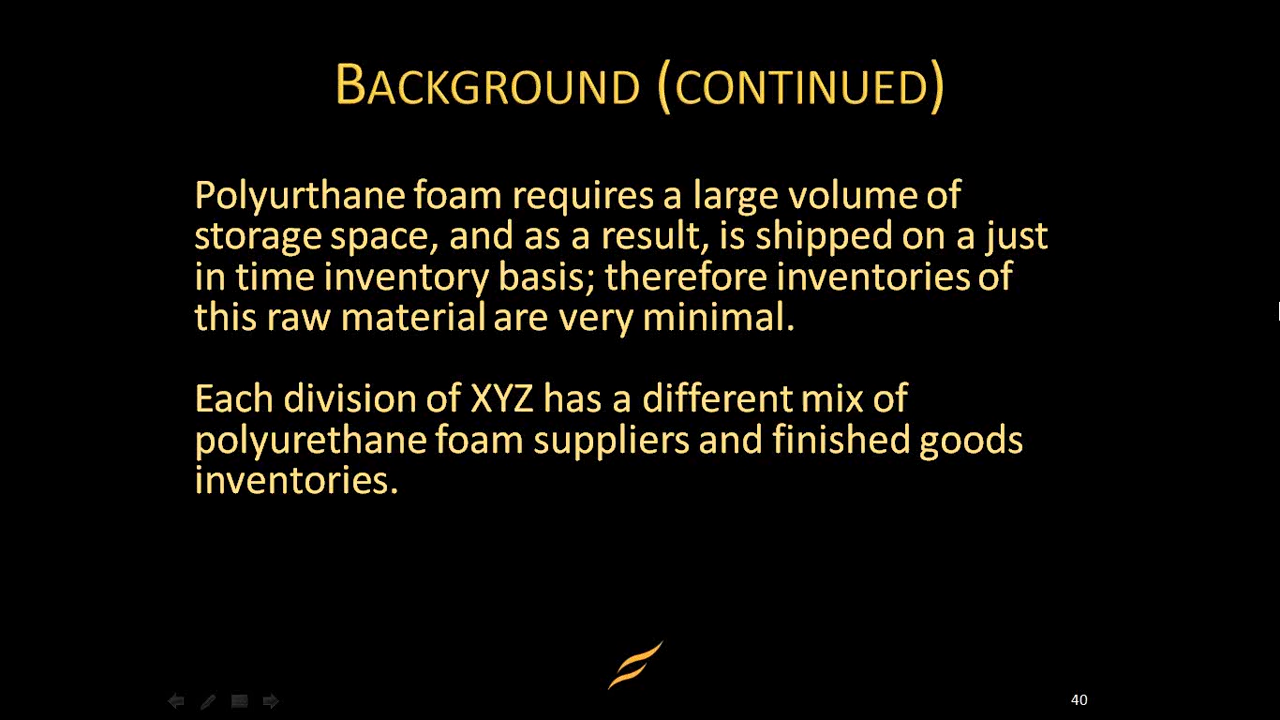 BACKGROUND (CONTINUED)
Polyurthane foam requires a large volume of
storage space, and as a result, is shipped on a just
in time inventory basis; therefore inventories of
this raw material are very minimal.
Each division of XYZ has a different mix of
polyurethane foam suppliers and finished goods
inventories.
40